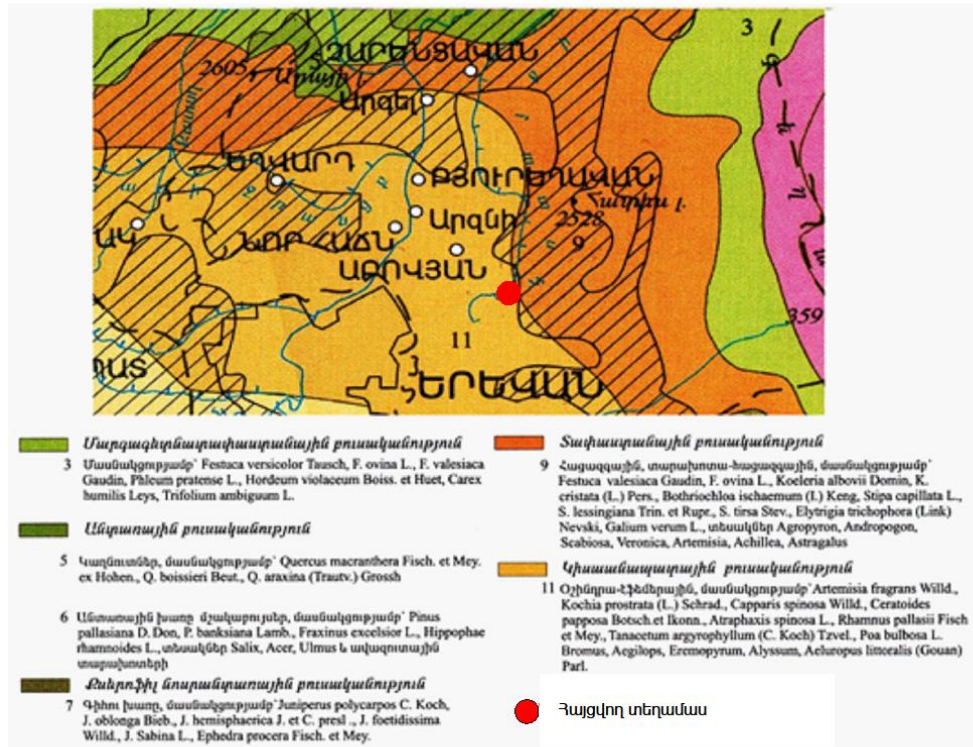 ՉԱՐԵՆՑԱՎԱՆ
3
2605
Արայի լ.
Քասախ
Արզել
ԵՂՎԱՐԴ
ԲՅՈՒՐԵՂԱՎԱՆ
Հատիս լ.
2528
Արզնի
9
ՆՈՐ ՀԱՃՆ
ԱԲՈՎՅԱՆ
ԱԿ
359
11
ՊԱՏ
ԵՐԵՎԱՆ
Մարգագետնատափաստանային բուսականություն
3 Մասնակցությամբ՝ Festuca versicolor Tausch, F. ovina L., F. valesiaca
Gaudin, Phlcum pratense L., Hordeum violaceum Boiss. et Huet, Carex
humilis Leys, Trifolium ambiguum L.
Անտառային բուսականություն
5 Կաղնուտներ, մասնակցությամբ՝ Quercus macranthera Fisch. et Mey.
ex Hohen., Q. boissieri Beut., Q. araxina (Trautv.) Grossh
6 Անտառային խառը մշակաբույսեր, մասնակցությամբ՝ Pinus
pallasiana D. Don, P. banksiana Lamb., Fraxinus excelsior L., Hippophae
rhamnoides L., տեսակներ Salix, Acer, Ulmus և ավազուտային
տարախոտերի
Քսերոֆիլ նոսրանտառային բուսականություն
7 Գիհու խառը, մասնակցությամբ՝ Juniperus polycarpos C. Koch,
J. oblonga Bieb., J. hemisphaerica J. et C. presl ., J. foetidissima
Willd., J. Sabina L., Ephedra procera Fisch. et Mey.
Տափաստանային բուսականություն
9 Հացազգային, տարախոտա-հացազգային, մասնակցությամբ՝
Festuca valesiaca Gaudin, F. ovina L., Koeleria albovii Domin, K.
cristata (L.) Pers., Bothriochloa ischaemum (L.) Keng, Stipa capillata L.,
S. lessingiana Trin. et Rupr., S. tirsa Stev., Elytrigia trichophora (Link)
Nevski, Galium verum L., տեսակներ Agropyron, Andropogon,
Scabiosa, Veronica, Artemisia, Achillea, Astragalus
Կիսաանապատային բուսականություն
11 Օշինդրա-էֆեմերային, մասնակցությամբ՝ Artemisia fragrans Willd.,
Kochia prostrata (L.) Schrad., Capparis spinosa Willd., Ceratoides
papposa Botsch.et Ikonn., Atraphaxis spinosa L., Rhamnus pallasii Fisch
et Mey., Tanacetum argyrophyllum (C. Koch) Tzvel., Poa bulbosa L.
Bromus, Aegilops, Eremopyrum, Alyssum, Aeluropus littoralis (Gouan)
Parl.
Հայցվող տեղամաս